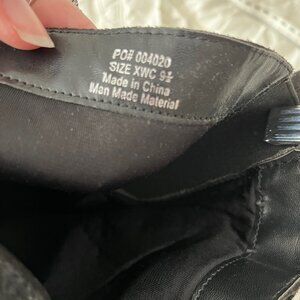 PO# 004020
SIZE XWC 9½
Made in China
Man Made Material